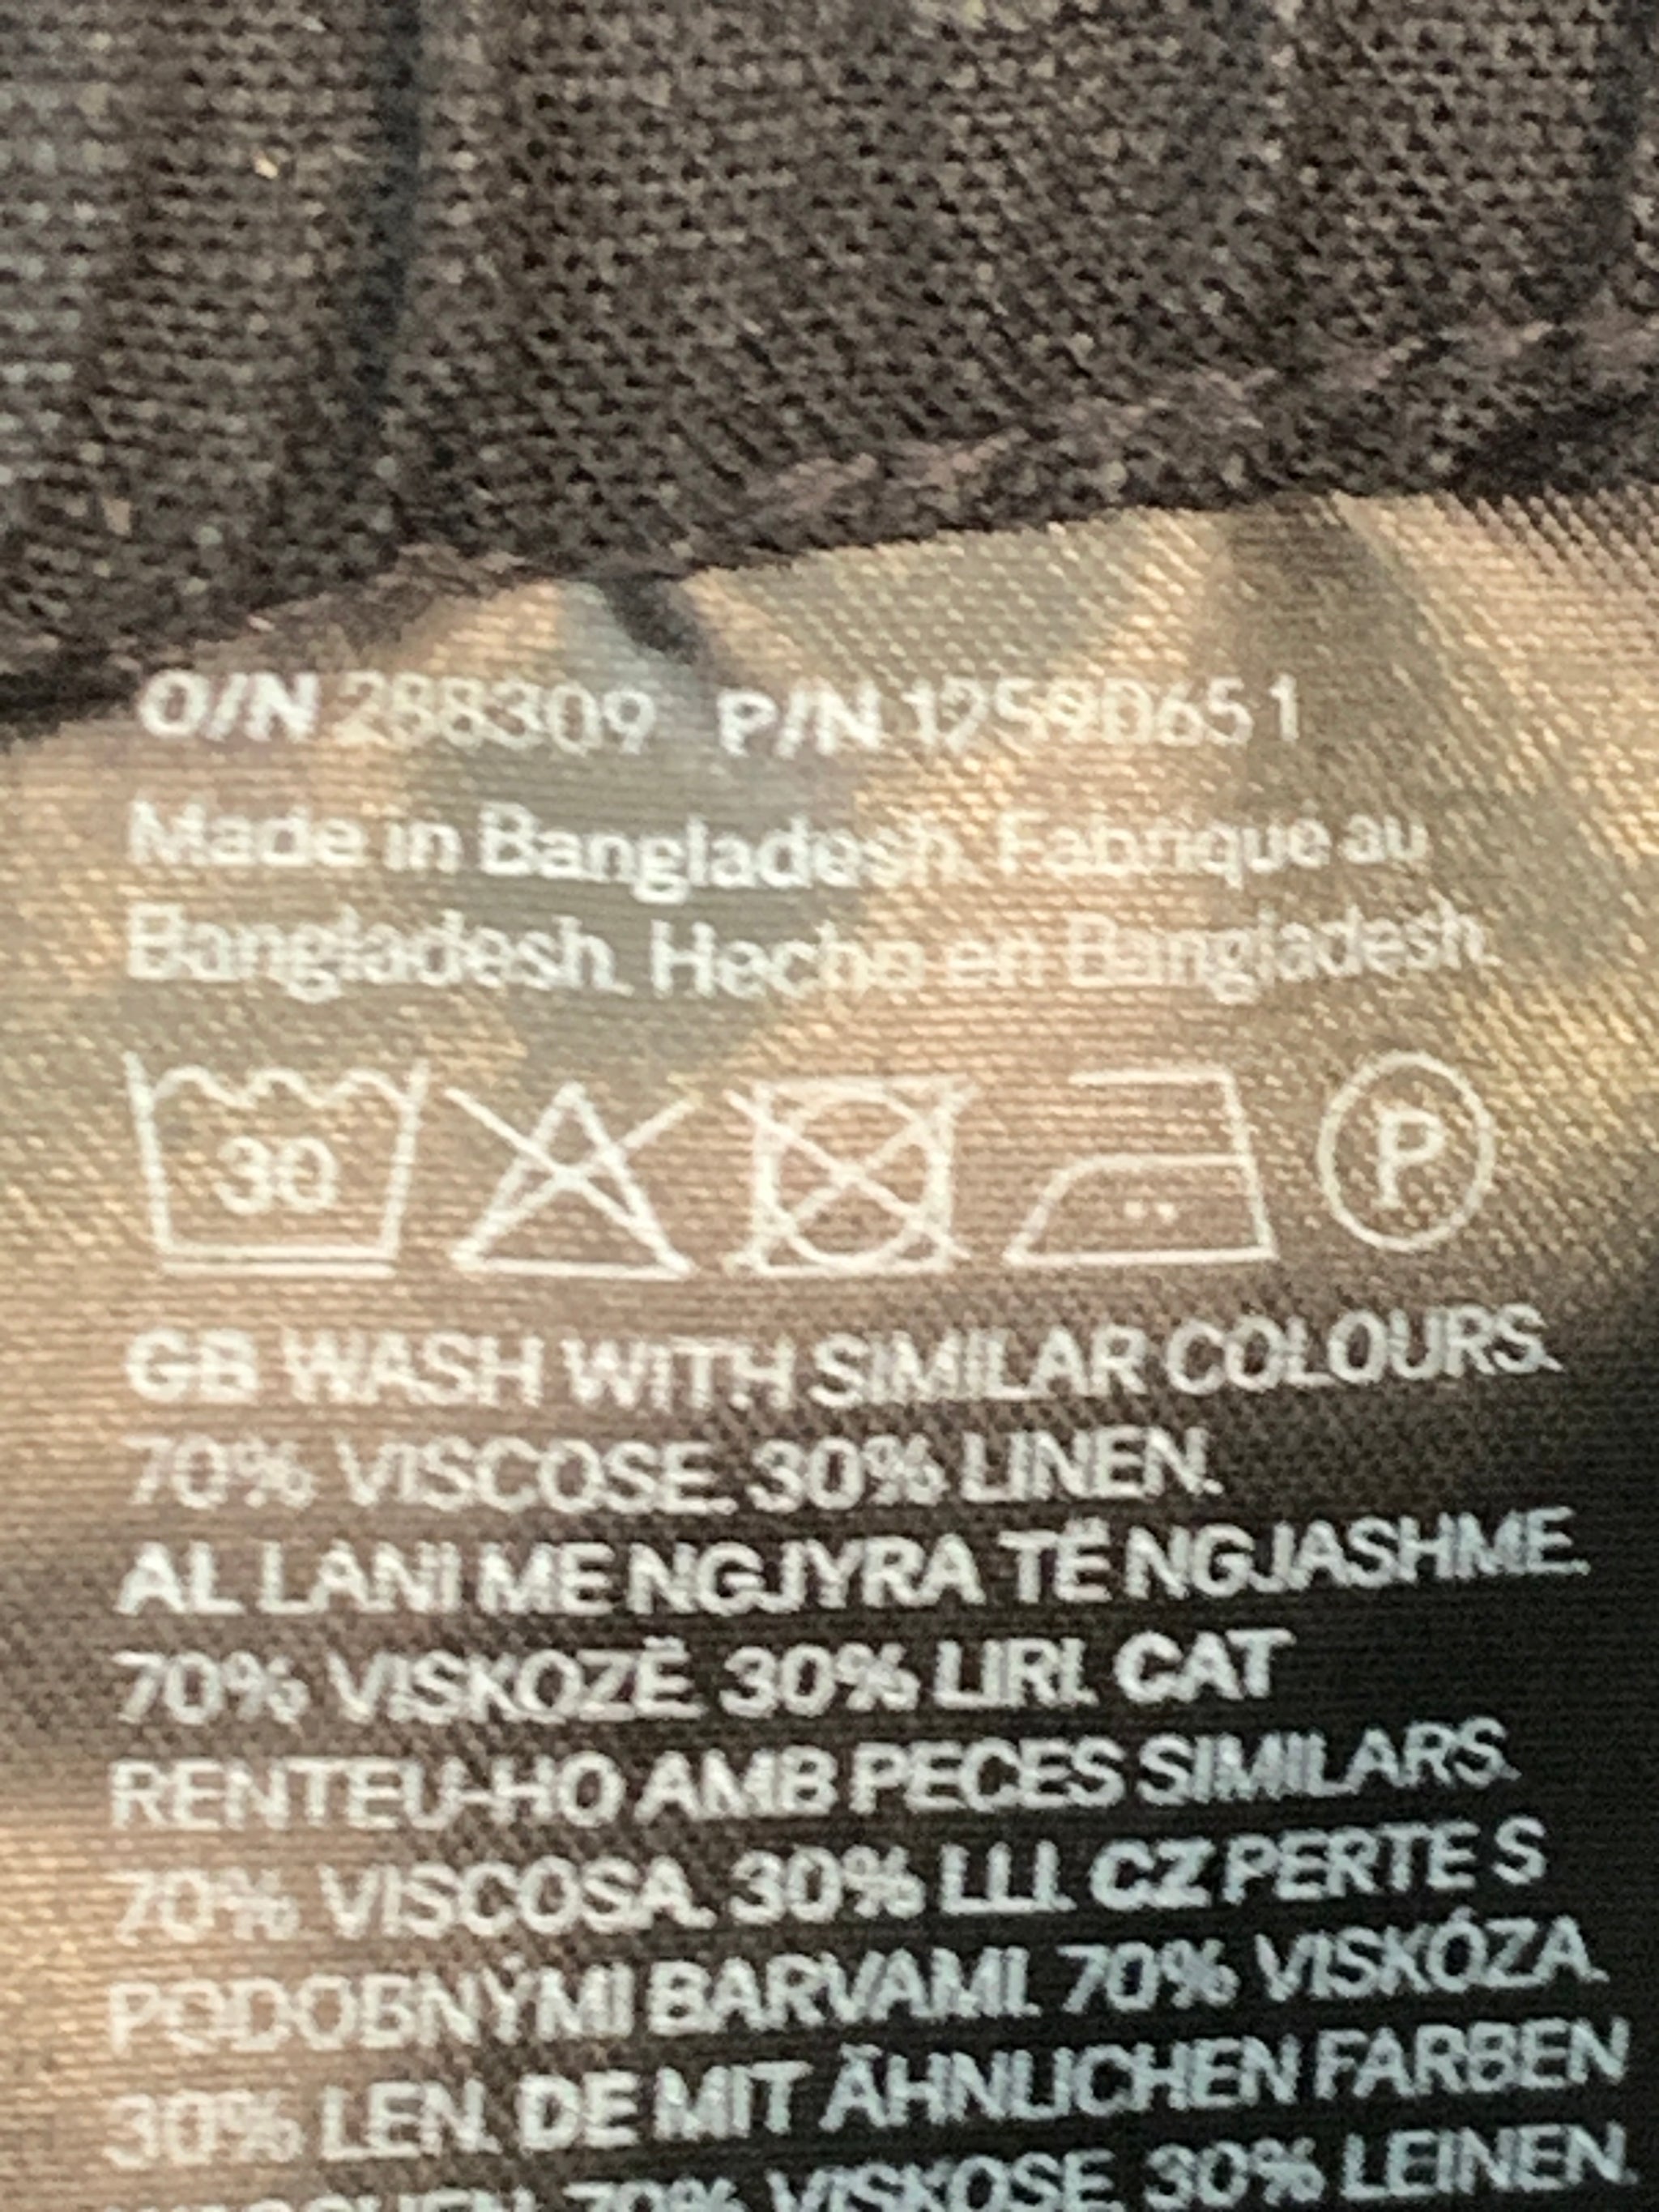 O/N 288309 P/N 12590651
Made in Bangladesh. Fabriqué au
Bangladesh. Hecho en Bangladesh.
30 P
GB WASH WITH SIMILAR COLOURS.
70% VISCOSE. 30% LINEN.
AL LANI ME NGJYRA TË NGJASHME.
70% VISKOZË. 30% LIRI. CAT
RENTEU-HO AMB PECES SIMILARS.
70% VISCOSA. 30% LLI. CZ PERTE S
PODOBNÝMI BARVAMI. 70% VISKÓZA.
30% LEN. DE MIT ÄHNLICHEN FARBEN
70% VISKOSE. 30% LEINEN.